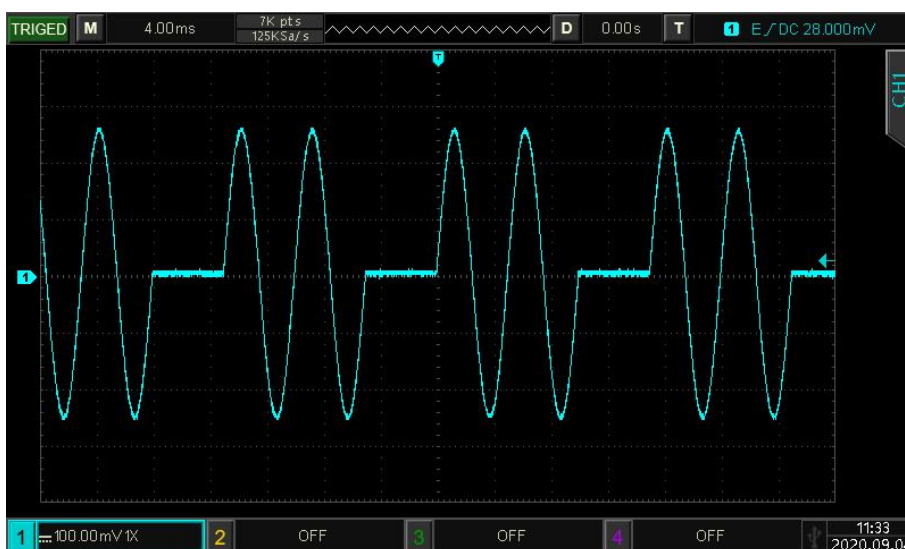 TRIGED M 4.00ms 7K pts D 0.00s T 1 E DC 28.000mV
125KSa/s
T
CH1
1
1 100.00mV 1X 2 OFF 3 OFF 4 OFF 11:33